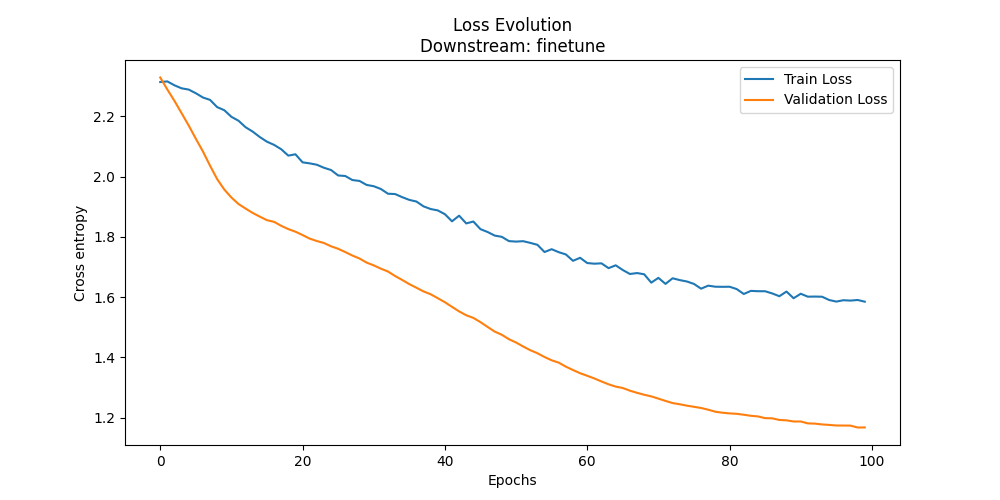 Loss Evolution
Downstream: finetune
Train Loss
Validation Loss
Cross entropy
2.2
2.0
1.8
1.6
1.4
1.2
0 20 40 60 80 100
Epochs